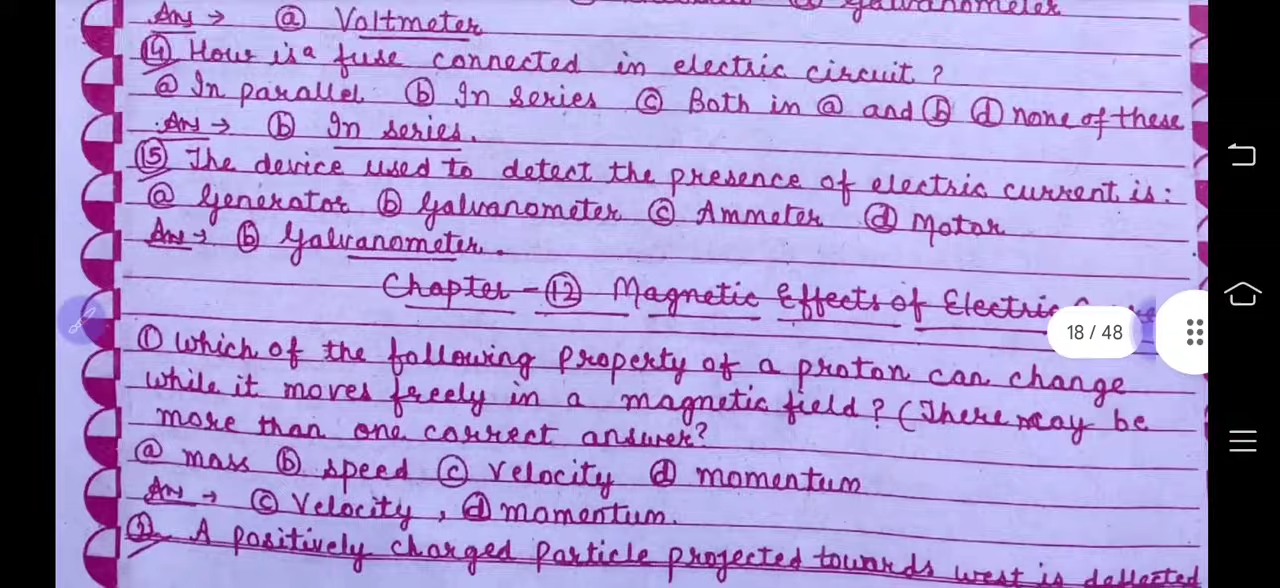 galvanometer
Ans → ⓐ Voltmeter
⑭ How is a fuse connected in electric circuit ?
ⓐ In parallel ⓑ In series ⓒ Both in ⓐ and ⓑ ⓓ none of these
Ans → ⓑ In series.
⑮ The device used to detect the presence of electric current is:
ⓐ Generator ⓑ Galvanometer ⓒ Ammeter ⓓ Motor
Ans → ⓑ Galvanometer.
Chapter - ⑫ Magnetic Effects of Electric
18 / 48
① Which of the following property of a proton can change
while it moves freely in a magnetic field ? (There may be
more than one correct answer?
ⓐ mass ⓑ speed ⓒ velocity ⓓ momentum
Ans → ⓒ Velocity, ⓓ momentum.
② A positively charged particle projected towards west is deflected